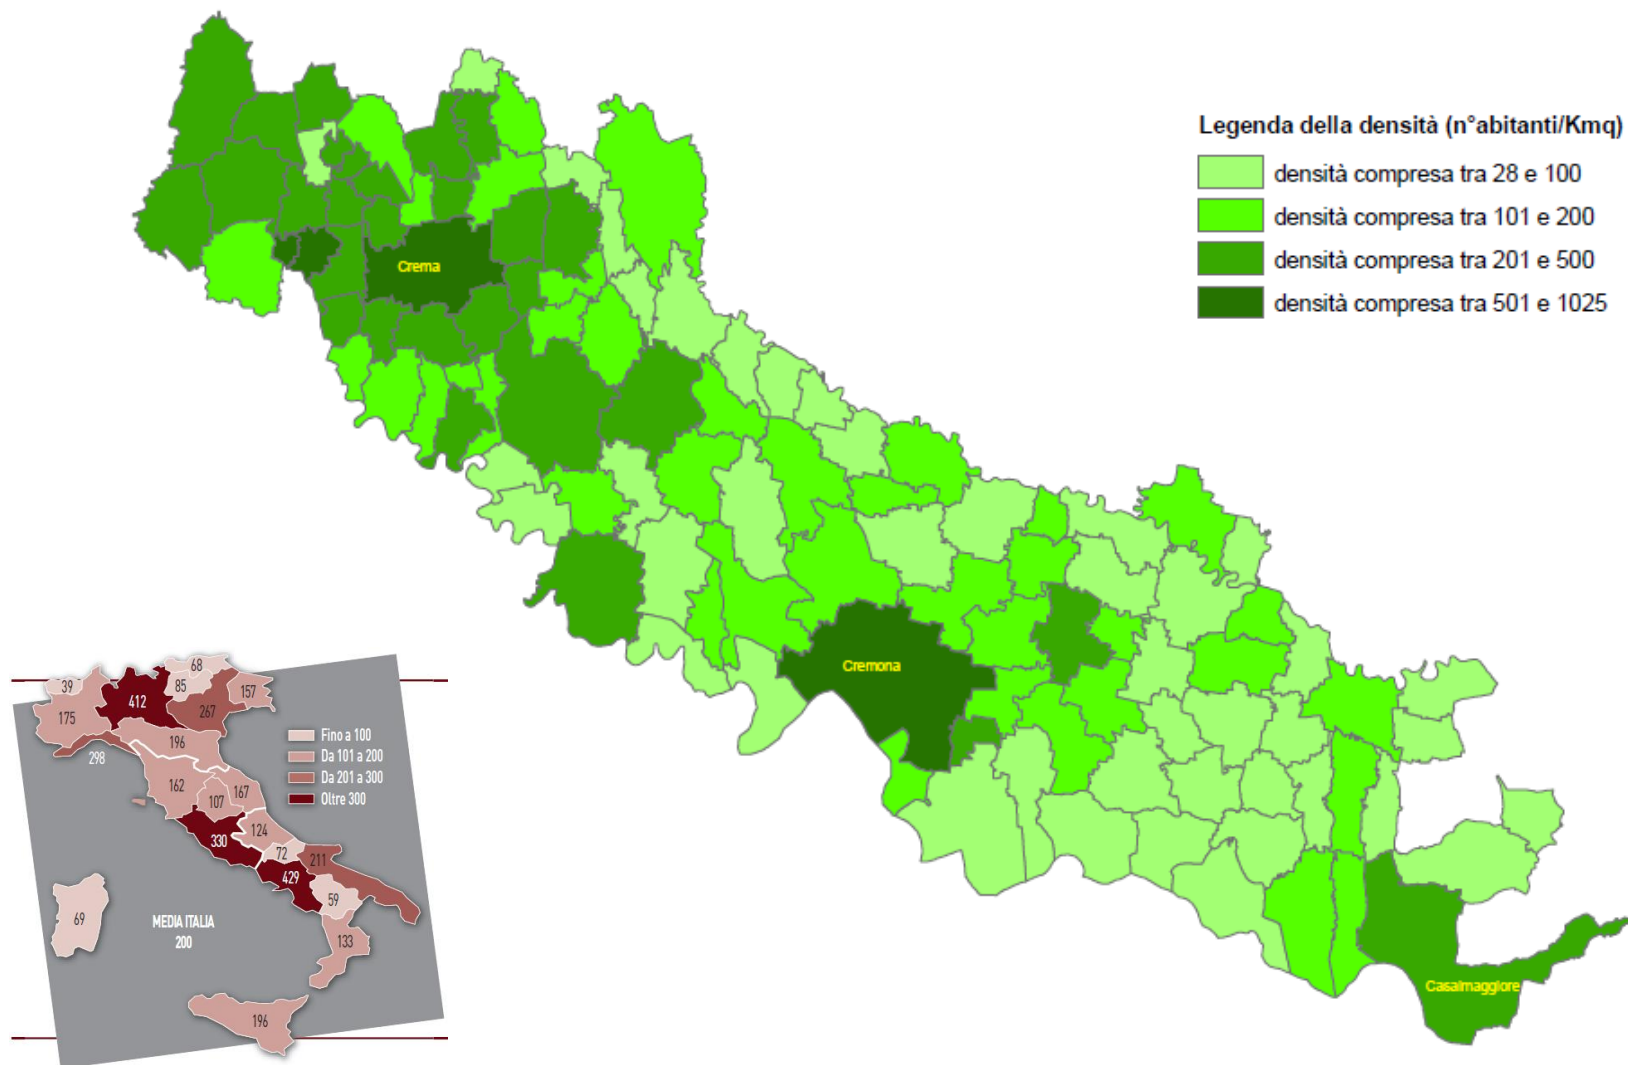 Legenda della densità (n°abitanti/Kmq)
densità compresa tra 28 e 100
densità compresa tra 101 e 200
densità compresa tra 201 e 500
densità compresa tra 501 e 1025
Crema
Cremona
Casalmaggiore
68
39
85
157
412
175
267
196
298
Fino a 100
Da 101 a 200
Da 201 a 300
Oltre 300
162
167
107
124
330
72
211
429
59
69
MEDIA ITALIA
200
133
196